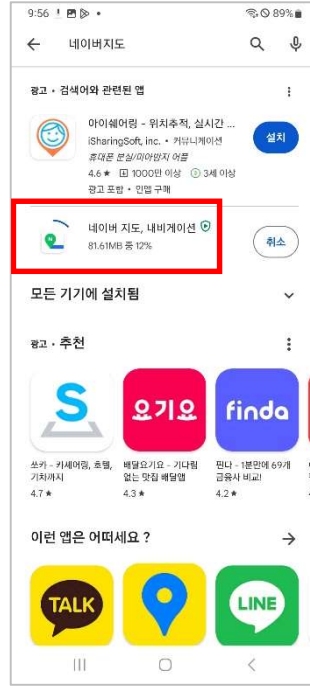 9:56
89%
네이버지도
광고 • 검색어와 관련된 앱
아이쉐어링 - 위치추적, 실시간 ...
iSharingSoft, inc. • 커뮤니케이션
휴대폰 분실/미아방지 어플
4.6★ 1000만 이상 3세 이상
광고 포함 • 인앱 구매
설치
네이버 지도, 내비게이션
81.61MB 중 12%
취소
모든 기기에 설치됨
광고 • 추천
S
요기요
finda
쏘카 - 카셰어링, 호텔, 기차까지
4.7★
배달요기요 - 기다림 없는 맛집 배달앱
4.3★
핀다 - 1분만에 69개 금융사 비교!
4.2★
이런 앱은 어떠세요 ?
TALK
LINE